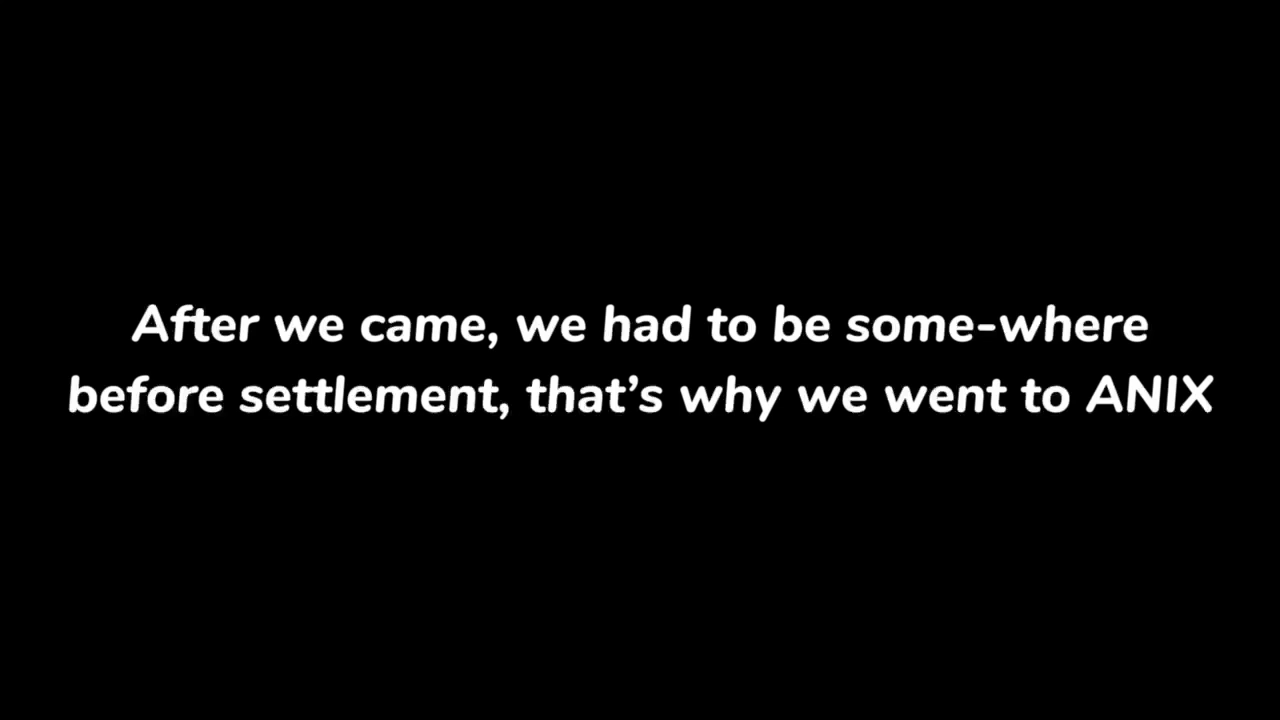 After we came, we had to be some-where
before settlement, that’s why we went to ANIX